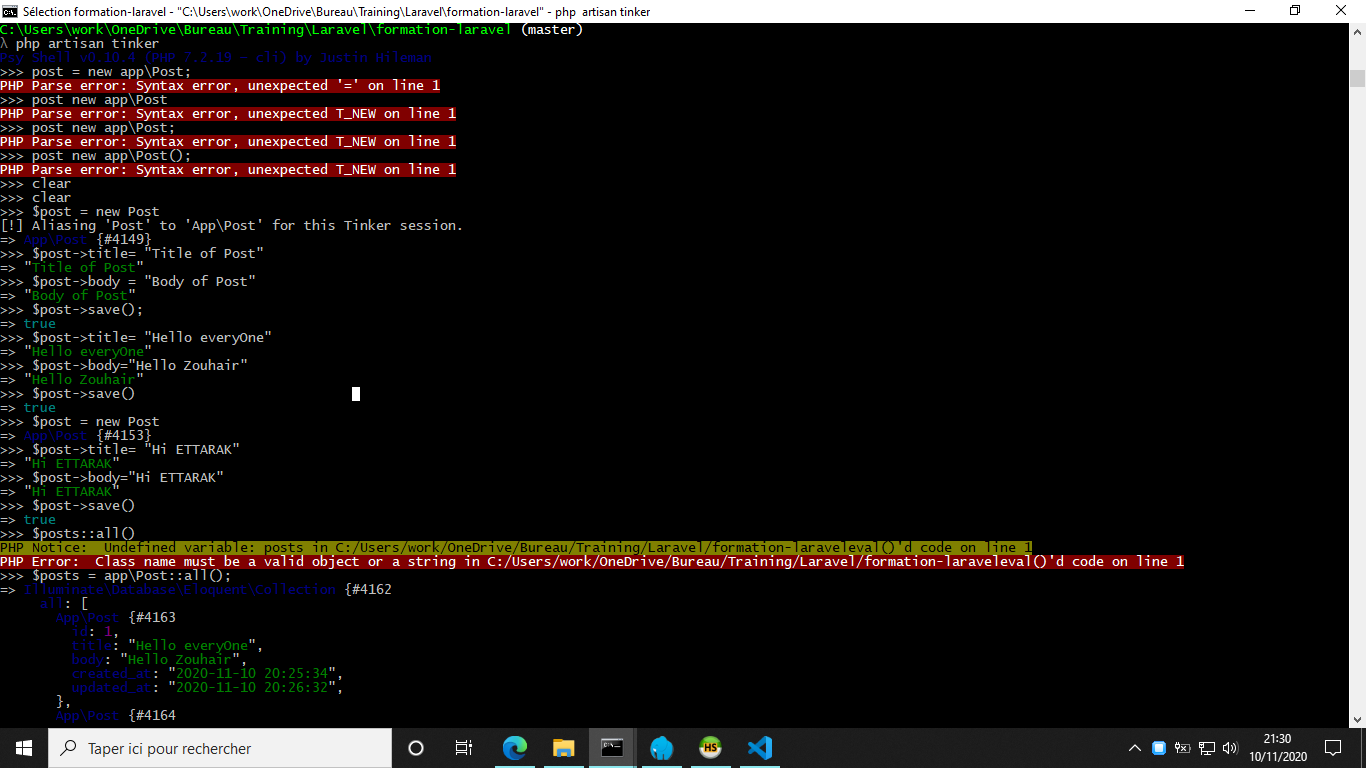 Sélection formation-laravel - "C:\Users\work\OneDrive\Bureau\Training\Laravel\formation-laravel" - php  artisan tinker
C:\Users\work\OneDrive\Bureau\Training\Laravel\formation-laravel (master)
λ php artisan tinker
Psy Shell v0.10.4 (PHP 7.2.19 — cli) by Justin Hileman
>>> post = new app\Post;
PHP Parse error: Syntax error, unexpected '=' on line 1
>>> post new app\Post
PHP Parse error: Syntax error, unexpected T_NEW on line 1
>>> post new app\Post;
PHP Parse error: Syntax error, unexpected T_NEW on line 1
>>> post new app\Post();
PHP Parse error: Syntax error, unexpected T_NEW on line 1
>>> clear
>>> clear
>>> $post = new Post
[!] Aliasing 'Post' to 'App\Post' for this Tinker session.
=> App\Post {#4149}
>>> $post->title= "Title of Post"
=> "Title of Post"
>>> $post->body = "Body of Post"
=> "Body of Post"
>>> $post->save();
=> true
>>> $post->title= "Hello everyOne"
=> "Hello everyOne"
>>> $post->body="Hello Zouhair"
=> "Hello Zouhair"
>>> $post->save()
=> true
>>> $post = new Post
=> App\Post {#4153}
>>> $post->title= "Hi ETTARAK"
=> "Hi ETTARAK"
>>> $post->body="Hi ETTARAK"
=> "Hi ETTARAK"
>>> $post->save()
=> true
>>> $posts::all()
PHP Notice:  Undefined variable: posts in C:/Users/work/OneDrive/Bureau/Training/Laravel/formation-laraveleval()'d code on line 1
PHP Error:  Class name must be a valid object or a string in C:/Users/work/OneDrive/Bureau/Training/Laravel/formation-laraveleval()'d code on line 1
>>> $posts = app\Post::all();
=> Illuminate\Database\Eloquent\Collection {#4162
all: [
App\Post {#4163
id: 1,
title: "Hello everyOne",
body: "Hello Zouhair",
created_at: "2020-11-10 20:25:34",
updated_at: "2020-11-10 20:26:32",
},
App\Post {#4164
Taper ici pour rechercher
HS
21:30
10/11/2020